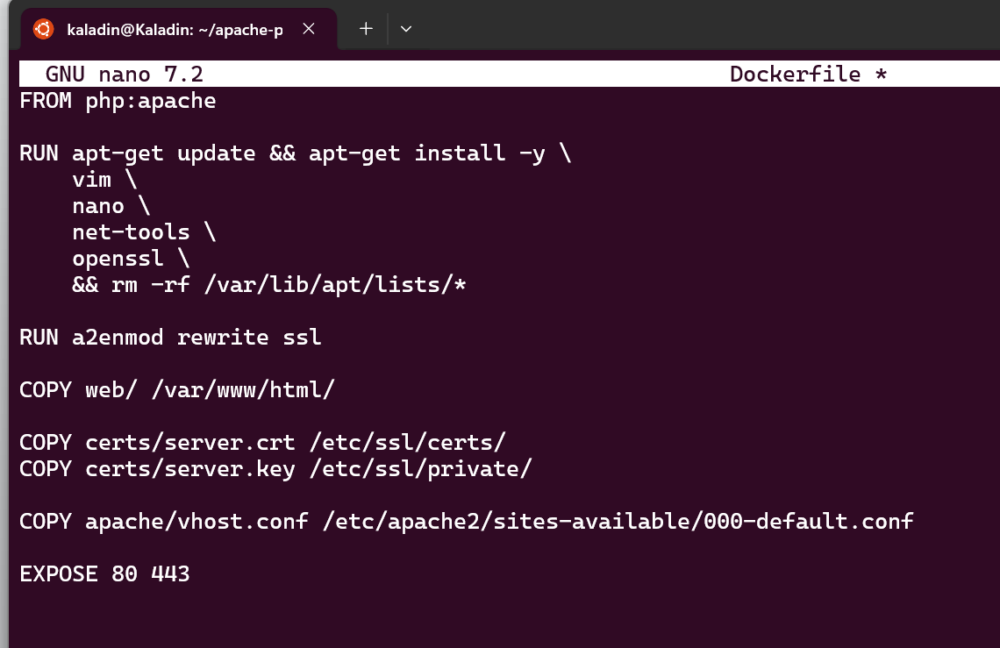 kaladin@Kaladin: ~/apache-p
GNU nano 7.2 Dockerfile *
FROM php:apache
RUN apt-get update && apt-get install -y \
vim \
nano \
net-tools \
openssl \
&& rm -rf /var/lib/apt/lists/*
RUN a2enmod rewrite ssl
COPY web/ /var/www/html/
COPY certs/server.crt /etc/ssl/certs/
COPY certs/server.key /etc/ssl/private/
COPY apache/vhost.conf /etc/apache2/sites-available/000-default.conf
EXPOSE 80 443